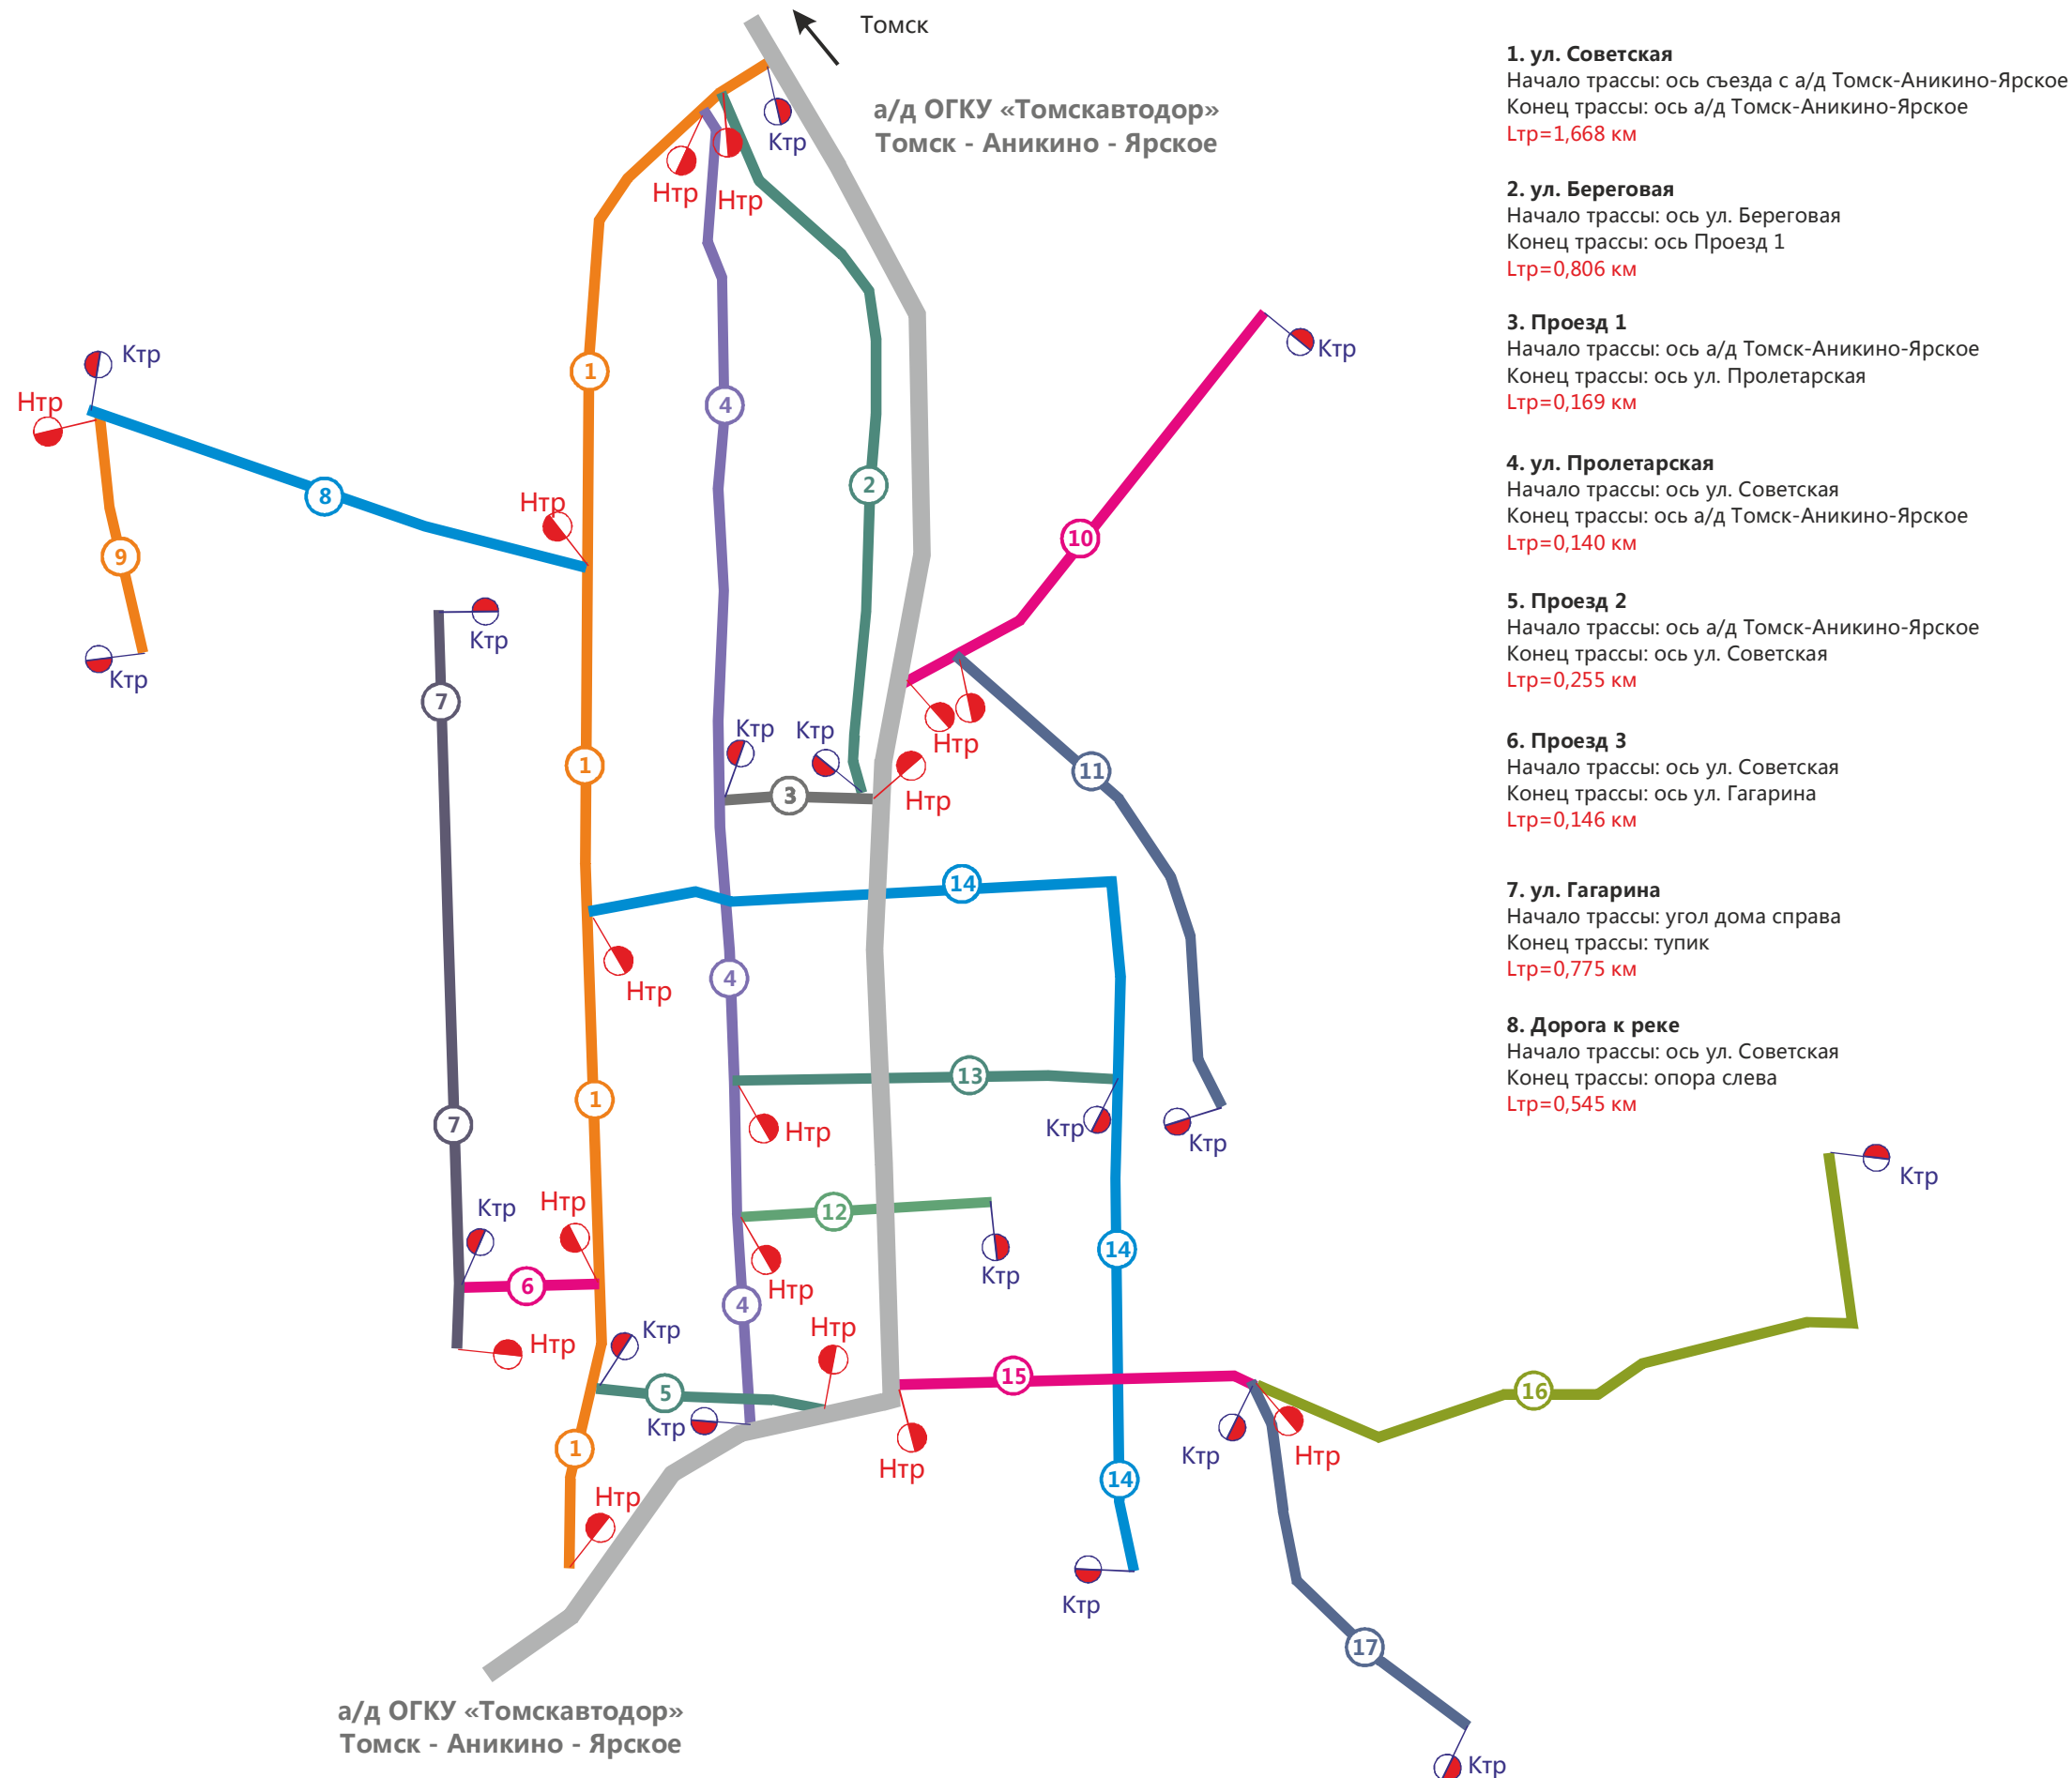 Томск
а/д ОГКУ «Томскавтодор»
Томск - Аникино - Ярское
Ктр
Нтр
Нтр
1
4
2
Ктр
Нтр
8
Нтр
9
Ктр
Ктр
10
Ктр
7
1
Ктр
Ктр
3
Нтр
Нтр
11
14
4
Нтр
1
13
Нтр
Ктр
Ктр
7
Ктр
Нтр
12
Ктр
Нтр
6
4
14
Нтр
Ктр
Нтр
5
Ктр
15
Нтр
Ктр
Нтр
16
Ктр
1
Нтр
14
Ктр
17
Ктр
а/д ОГКУ «Томскавтодор»
Томск - Аникино - Ярское
1. ул. Советская
Начало трассы: ось съезда с а/д Томск-Аникино-Ярское
Конец трассы: ось а/д Томск-Аникино-Ярское
Lтр=1,668 км
2. ул. Береговая
Начало трассы: ось ул. Береговая
Конец трассы: ось Проезд 1
Lтр=0,806 км
3. Проезд 1
Начало трассы: ось а/д Томск-Аникино-Ярское
Конец трассы: ось ул. Пролетарская
Lтр=0,169 км
4. ул. Пролетарская
Начало трассы: ось ул. Советская
Конец трассы: ось а/д Томск-Аникино-Ярское
Lтр=0,140 км
5. Проезд 2
Начало трассы: ось а/д Томск-Аникино-Ярское
Конец трассы: ось ул. Советская
Lтр=0,255 км
6. Проезд 3
Начало трассы: ось ул. Советская
Конец трассы: ось ул. Гагарина
Lтр=0,146 км
7. ул. Гагарина
Начало трассы: угол дома справа
Конец трассы: тупик
Lтр=0,775 км
8. Дорога к реке
Начало трассы: ось ул. Советская
Конец трассы: опора слева
Lтр=0,545 км